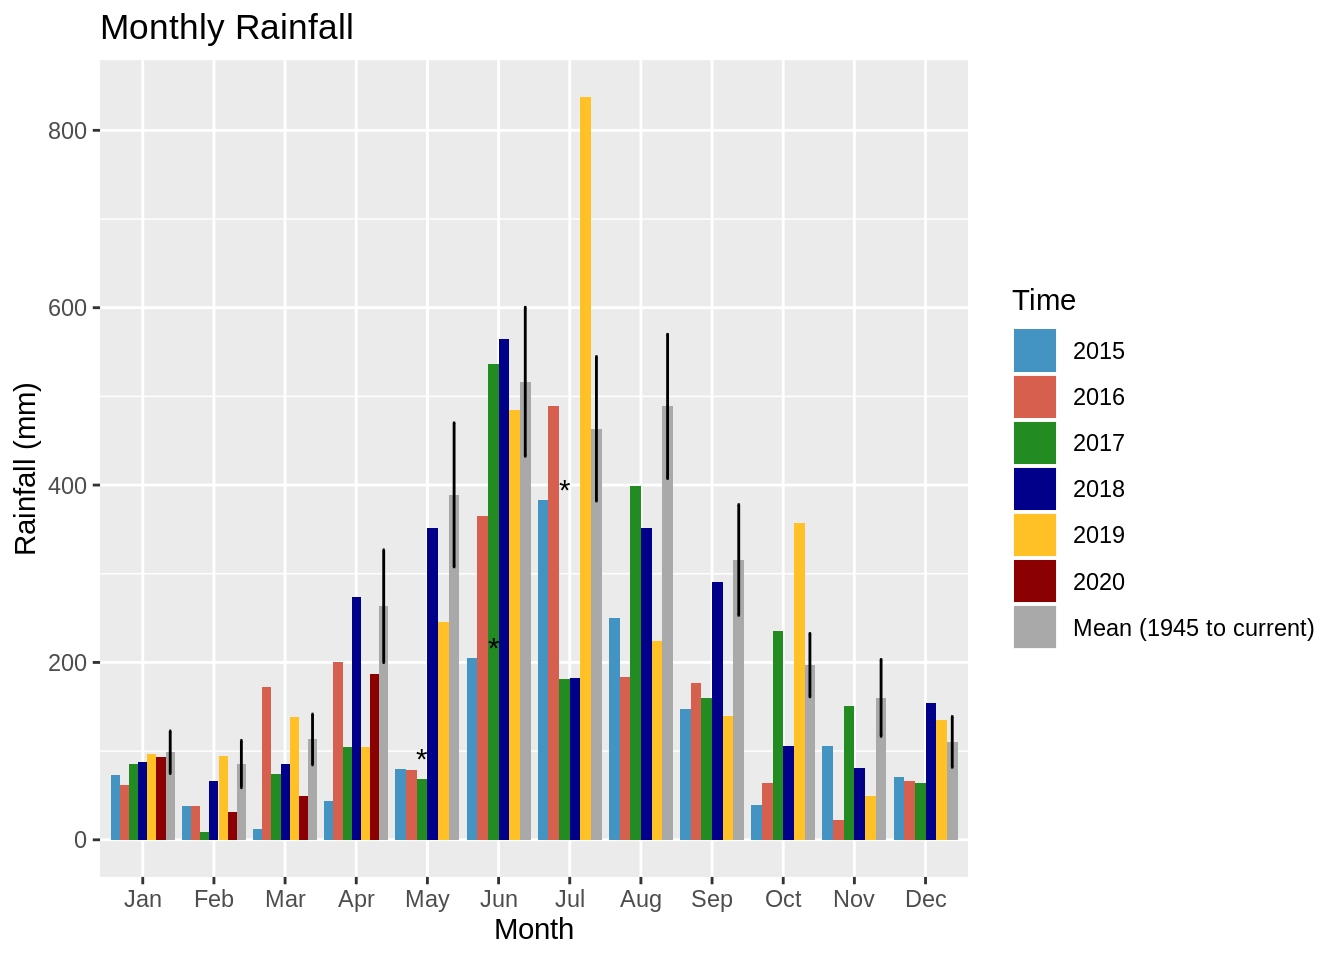 Monthly Rainfall
Rainfall (mm)
800
600
400
200
0
*
*
*
Jan Feb Mar Apr May Jun Jul Aug Sep Oct Nov Dec
Month
Time
2015
2016
2017
2018
2019
2020
Mean (1945 to current)